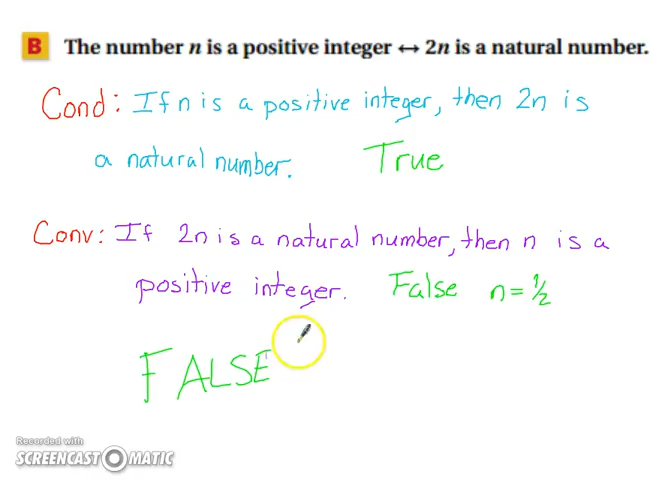 B The number n is a positive integer ↔ 2n is a natural number.
Cond: If n is a positive integer, then 2n is
a natural number. True
Conv: If 2n is a natural number, then n is a
positive integer. False n = 1/2
FALSE
Recorded with
SCREENCAST-O-MATIC